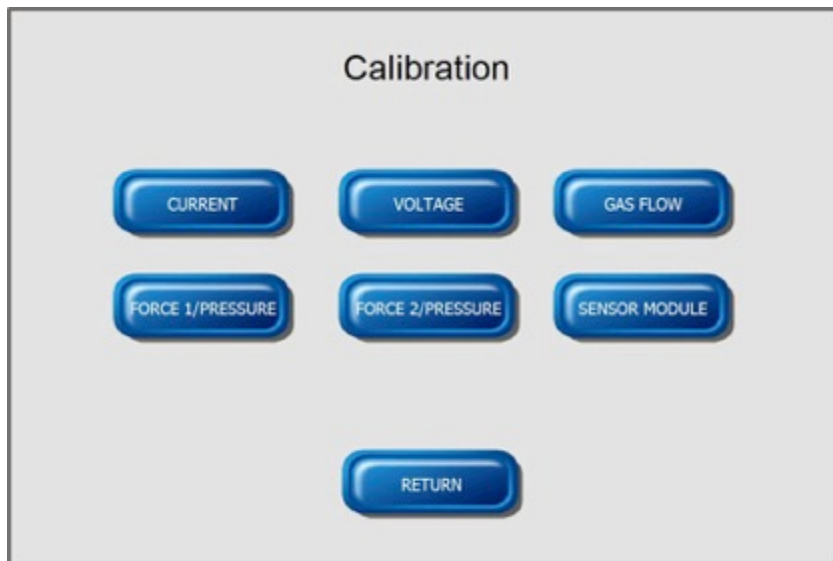 Calibration
CURRENT VOLTAGE GAS FLOW
FORCE 1/PRESSURE FORCE 2/PRESSURE SENSOR MODULE
RETURN